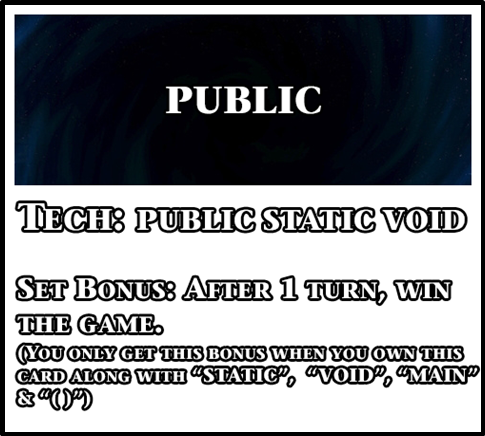 PUBLIC
TECH: PUBLIC STATIC VOID
SET BONUS: AFTER 1 TURN, WIN
THE GAME.
(YOU ONLY GET THIS BONUS WHEN YOU OWN THIS
CARD ALONG WITH “STATIC”, “VOID”, “MAIN”
& “( )”)